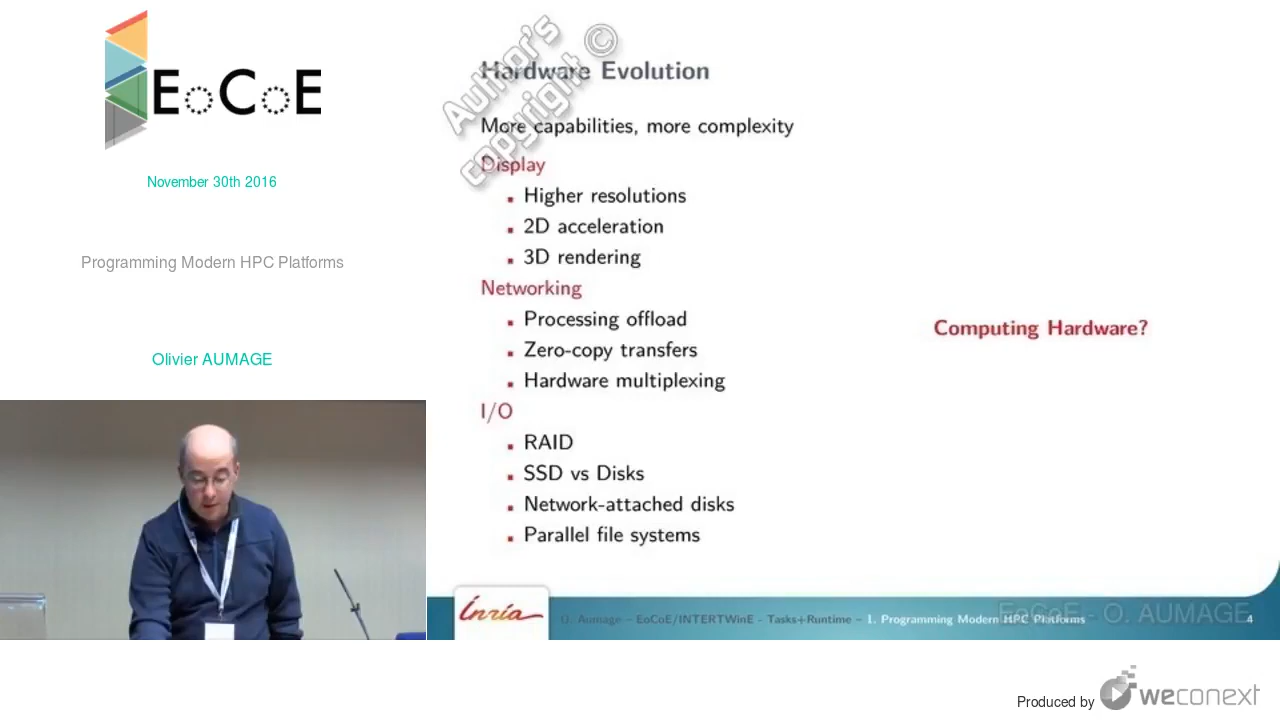 EoCoE
November 30th 2016
Programming Modern HPC Platforms
Olivier AUMAGE
Author's
copyright ©
Hardware Evolution
More capabilities, more complexity
Display
Higher resolutions
2D acceleration
3D rendering
Networking
Processing offload
Zero-copy transfers
Hardware multiplexing
I/O
RAID
SSD vs Disks
Network-attached disks
Parallel file systems
Computing Hardware?
Inria
O. Aumage – EoCoE/INTERTWinE - Tasks+Runtime – 1. Programming Modern HPC Platforms
EoCoE - O. AUMAGE
4
Produced by weconext